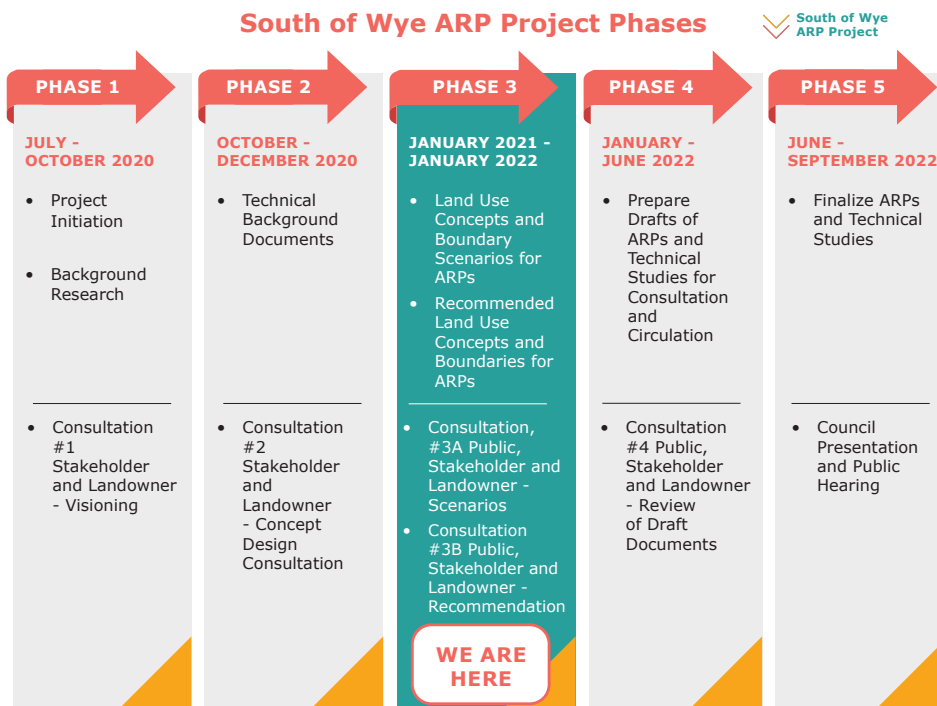 South of Wye ARP Project Phases
South of Wye
ARP Project
PHASE 1
JULY -
OCTOBER 2020
• Project
Initiation
• Background
Research
• Consultation
#1
Stakeholder
and Landowner
- Visioning
PHASE 2
OCTOBER -
DECEMBER 2020
• Technical
Background
Documents
• Consultation
#2
Stakeholder
and
Landowner
- Concept
Design
Consultation
PHASE 3
JANUARY 2021 -
JANUARY 2022
• Land Use
Concepts and
Boundary
Scenarios for
ARPs
• Recommended
Land Use
Concepts and
Boundaries for
ARPs
• Consultation,
#3A Public,
Stakeholder and
Landowner -
Scenarios
• Consultation
#3B Public,
Stakeholder and
Landowner -
Recommendation
WE ARE
HERE
PHASE 4
JANUARY -
JUNE 2022
• Prepare
Drafts of
ARPs and
Technical
Studies for
Consultation
and
Circulation
• Consultation
#4 Public,
Stakeholder
and Landowner
- Review
of Draft
Documents
PHASE 5
JUNE -
SEPTEMBER 2022
• Finalize ARPs
and Technical
Studies
• Council
Presentation
and Public
Hearing